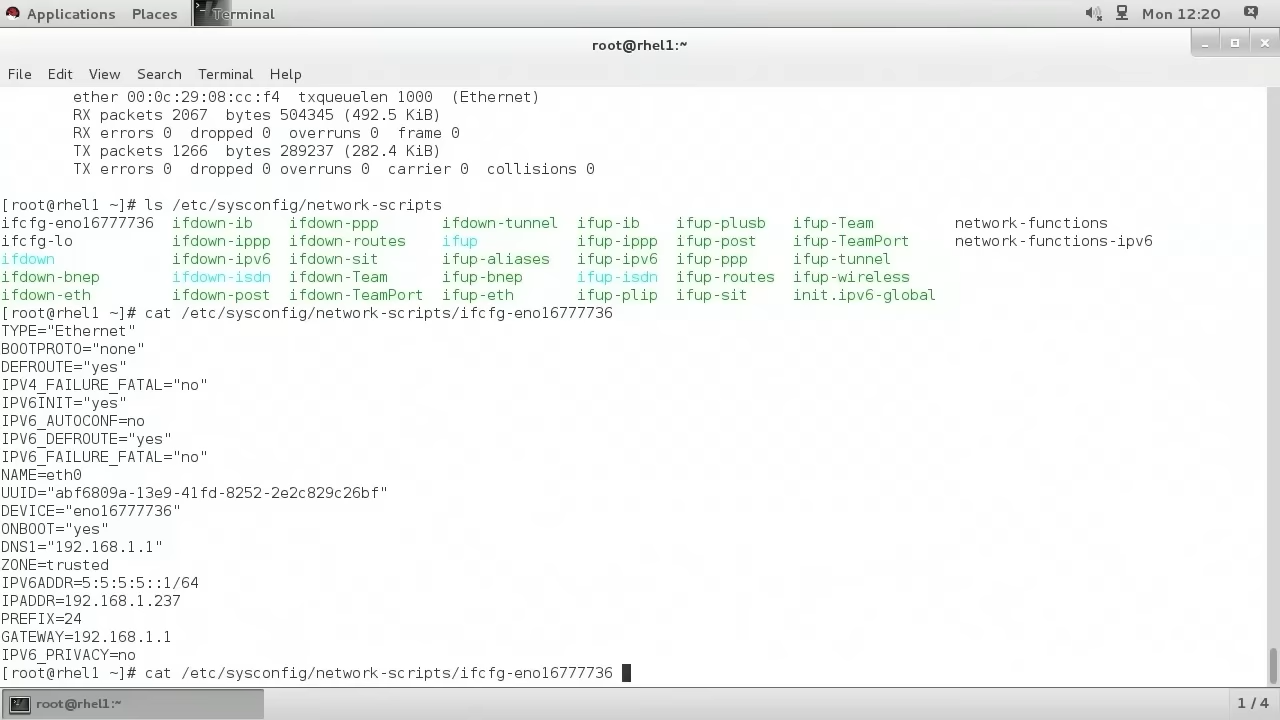 Applications Places Terminal Mon 12:20
root@rhel1:~
File Edit View Search Terminal Help
ether 00:0c:29:08:cc:f4 txqueuelen 1000 (Ethernet)
RX packets 2067 bytes 504345 (492.5 KiB)
RX errors 0 dropped 0 overruns 0 frame 0
TX packets 1266 bytes 289237 (282.4 KiB)
TX errors 0 dropped 0 overruns 0 carrier 0 collisions 0
[root@rhel1 ~]# ls /etc/sysconfig/network-scripts
ifcfg-eno16777736 ifdown-ib ifdown-ppp ifdown-tunnel ifup-ib ifup-plusb ifup-Team network-functions
ifcfg-lo ifdown-ippp ifdown-routes ifup ifup-ippp ifup-post ifup-TeamPort network-functions-ipv6
ifdown ifdown-ipv6 ifdown-sit ifup-aliases ifup-ipv6 ifup-ppp ifup-tunnel
ifdown-bnep ifdown-isdn ifdown-Team ifup-bnep ifup-isdn ifup-routes ifup-wireless
ifdown-eth ifdown-post ifdown-TeamPort ifup-eth ifup-plip ifup-sit init.ipv6-global
[root@rhel1 ~]# cat /etc/sysconfig/network-scripts/ifcfg-eno16777736
TYPE="Ethernet"
BOOTPROTO="none"
DEFROUTE="yes"
IPV4_FAILURE_FATAL="no"
IPV6INIT="yes"
IPV6_AUTOCONF=no
IPV6_DEFROUTE="yes"
IPV6_FAILURE_FATAL="no"
NAME=eth0
UUID="abf6809a-13e9-41fd-8252-2e2c829c26bf"
DEVICE="eno16777736"
ONBOOT="yes"
DNS1="192.168.1.1"
ZONE=trusted
IPV6ADDR=5:5:5:5::1/64
IPADDR=192.168.1.237
PREFIX=24
GATEWAY=192.168.1.1
IPV6_PRIVACY=no
[root@rhel1 ~]# cat /etc/sysconfig/network-scripts/ifcfg-eno16777736
root@rhel1:~ 1 / 4